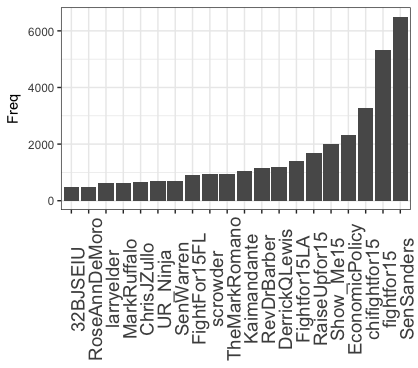 Freq
6000
4000
2000
0
32BJSEIU
RoseAnnDeMoro
larryelder
MarkRuffalo
ChrisJZullo
UR_Ninja
SenWarren
FightFor15FL
scrowder
TheMarkRomano
Kaimandante
RevDrBarber
DerrickQLewis
Fightfor15LA
RaiseUpfor15
Show_Me15
EconomicPolicy
chifightfor15
fightfor15
SenSanders